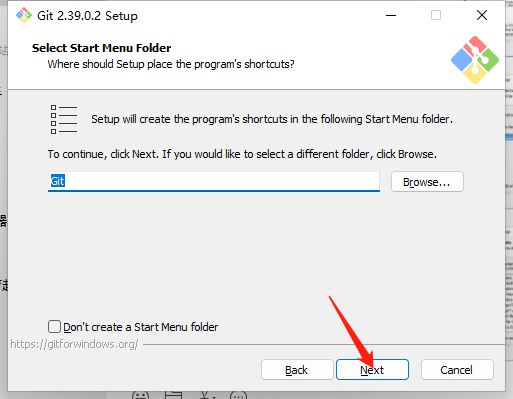 Git 2.39.0.2 Setup
Select Start Menu Folder
Where should Setup place the program's shortcuts?
Setup will create the program's shortcuts in the following Start Menu folder.
To continue, click Next. If you would like to select a different folder, click Browse.
Git
Browse...
Don't create a Start Menu folder
https://gitforwindows.org/
Back
Next
Cancel